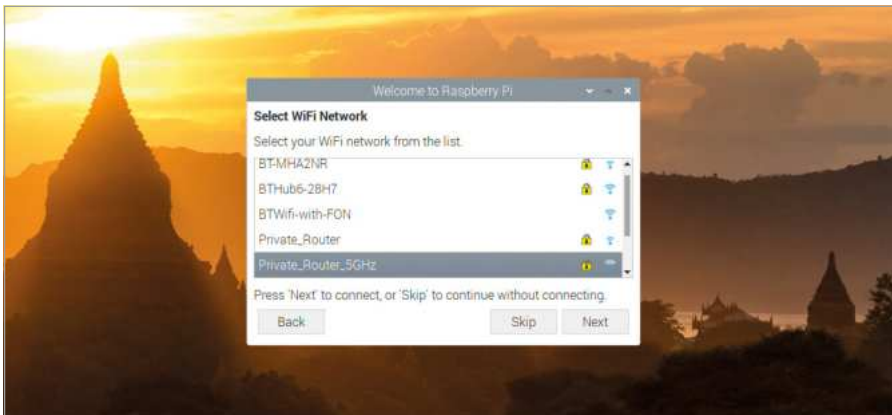 Welcome to Raspberry Pi
Select WiFi Network
Select your WiFi network from the list.
BT-MHA2NR
BTHub6-28H7
BTWifi-with-FON
Private_Router
Private_Router_5GHz
Press 'Next' to connect, or 'Skip' to continue without connecting.
Back Skip Next